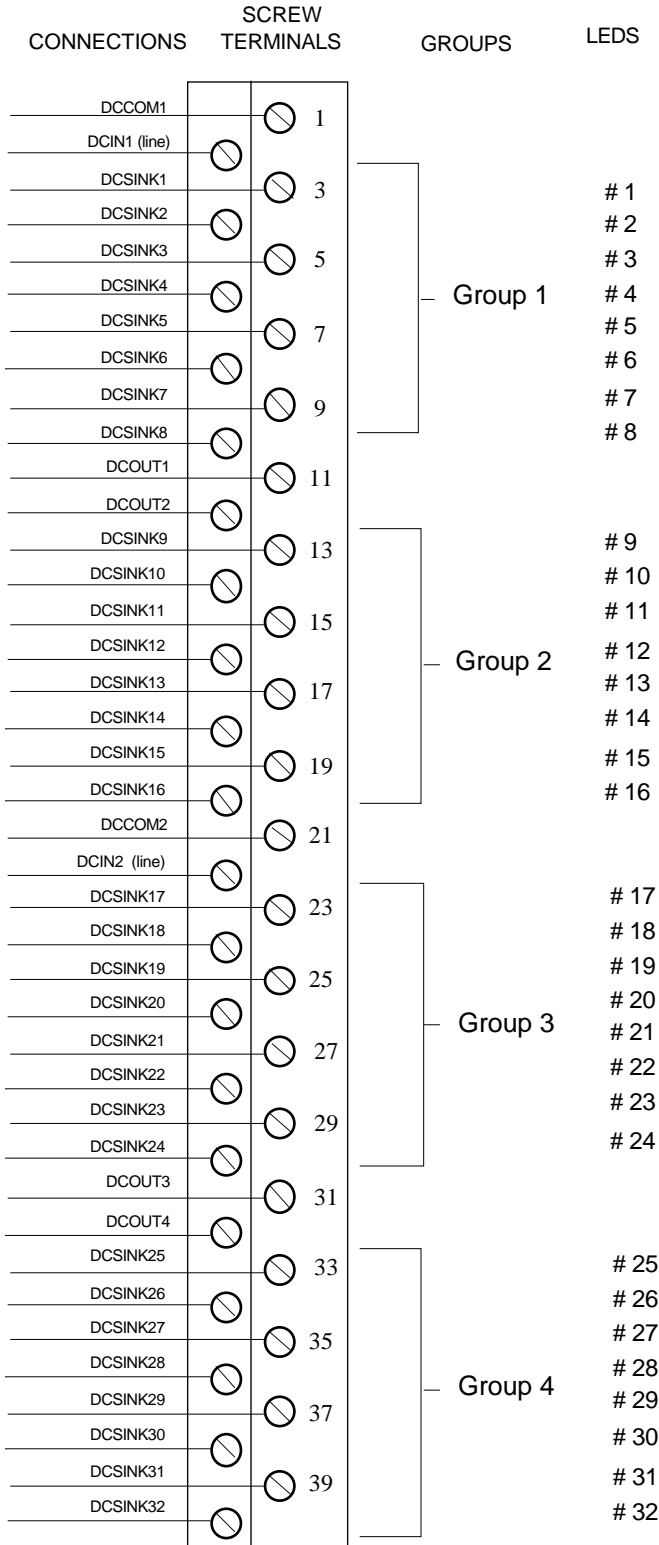 CONNECTIONS SCREW TERMINALS GROUPS LEDS
DCCOM1 1
DCIN1 (line)
DCSINK1 3 # 1
DCSINK2 # 2
DCSINK3 5 # 3
DCSINK4 Group 1 # 4
DCSINK5 7 # 5
DCSINK6 # 6
DCSINK7 9 # 7
DCSINK8 # 8
DCOUT1 11
DCOUT2
DCSINK9 13 # 9
DCSINK10 # 10
DCSINK11 15 # 11
DCSINK12 Group 2 # 12
DCSINK13 17 # 13
DCSINK14 # 14
DCSINK15 19 # 15
DCSINK16 # 16
DCCOM2 21
DCIN2 (line)
DCSINK17 23 # 17
DCSINK18 # 18
DCSINK19 25 # 19
DCSINK20 Group 3 # 20
DCSINK21 27 # 21
DCSINK22 # 22
DCSINK23 29 # 23
DCSINK24 # 24
DCOUT3 31
DCOUT4
DCSINK25 33 # 25
DCSINK26 # 26
DCSINK27 35 # 27
DCSINK28 Group 4 # 28
DCSINK29 37 # 29
DCSINK30 # 30
DCSINK31 39 # 31
DCSINK32 # 32